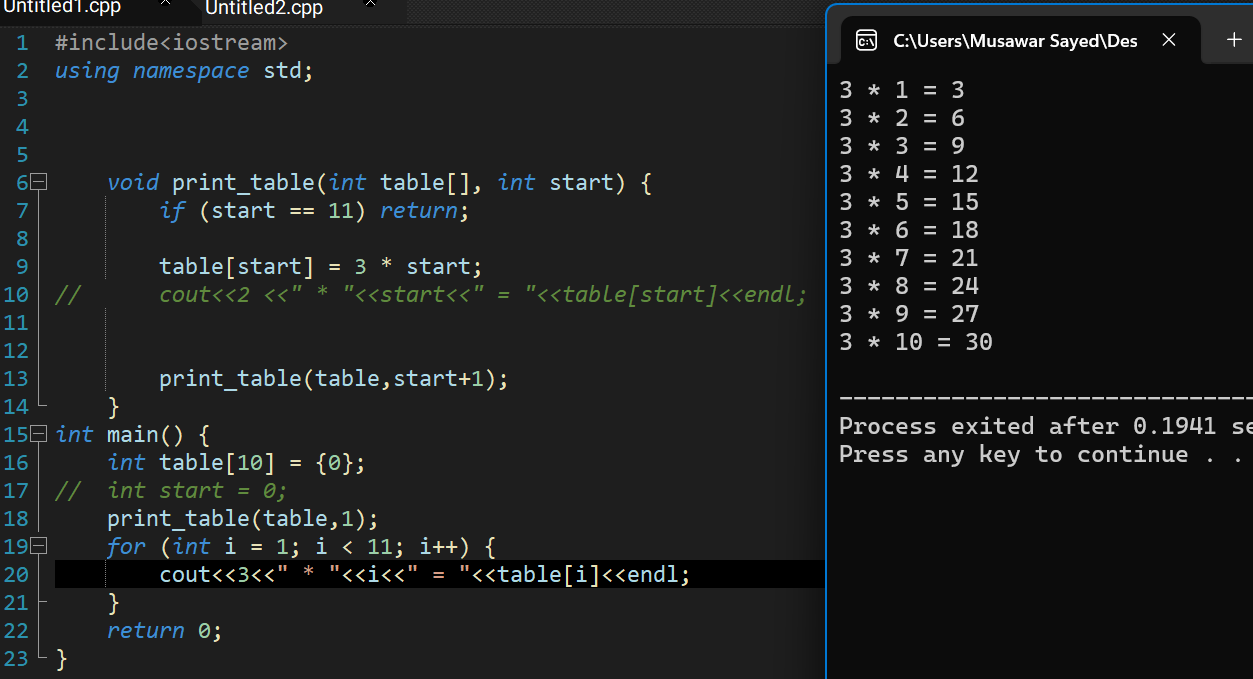 Untitled1.cpp
Untitled2.cpp
1 #include<iostream>
2 using namespace std;
3
4
5
6 void print_table(int table[], int start) {
7 if (start == 11) return;
8
9 table[start] = 3 * start;
10 // cout<<2 <<" * "<<start<<" = "<<table[start]<<endl;
11
12
13 print_table(table,start+1);
14 }
15 int main() {
16 int table[10] = {0};
17 // int start = 0;
18 print_table(table,1);
19 for (int i = 1; i < 11; i++) {
20 cout<<3<<" * "<<i<<" = "<<table[i]<<endl;
21 }
22 return 0;
23 }
C:\Users\Musawar Sayed\Des
3 * 1 = 3
3 * 2 = 6
3 * 3 = 9
3 * 4 = 12
3 * 5 = 15
3 * 6 = 18
3 * 7 = 21
3 * 8 = 24
3 * 9 = 27
3 * 10 = 30
--------------------------------
Process exited after 0.1941 se
Press any key to continue . .